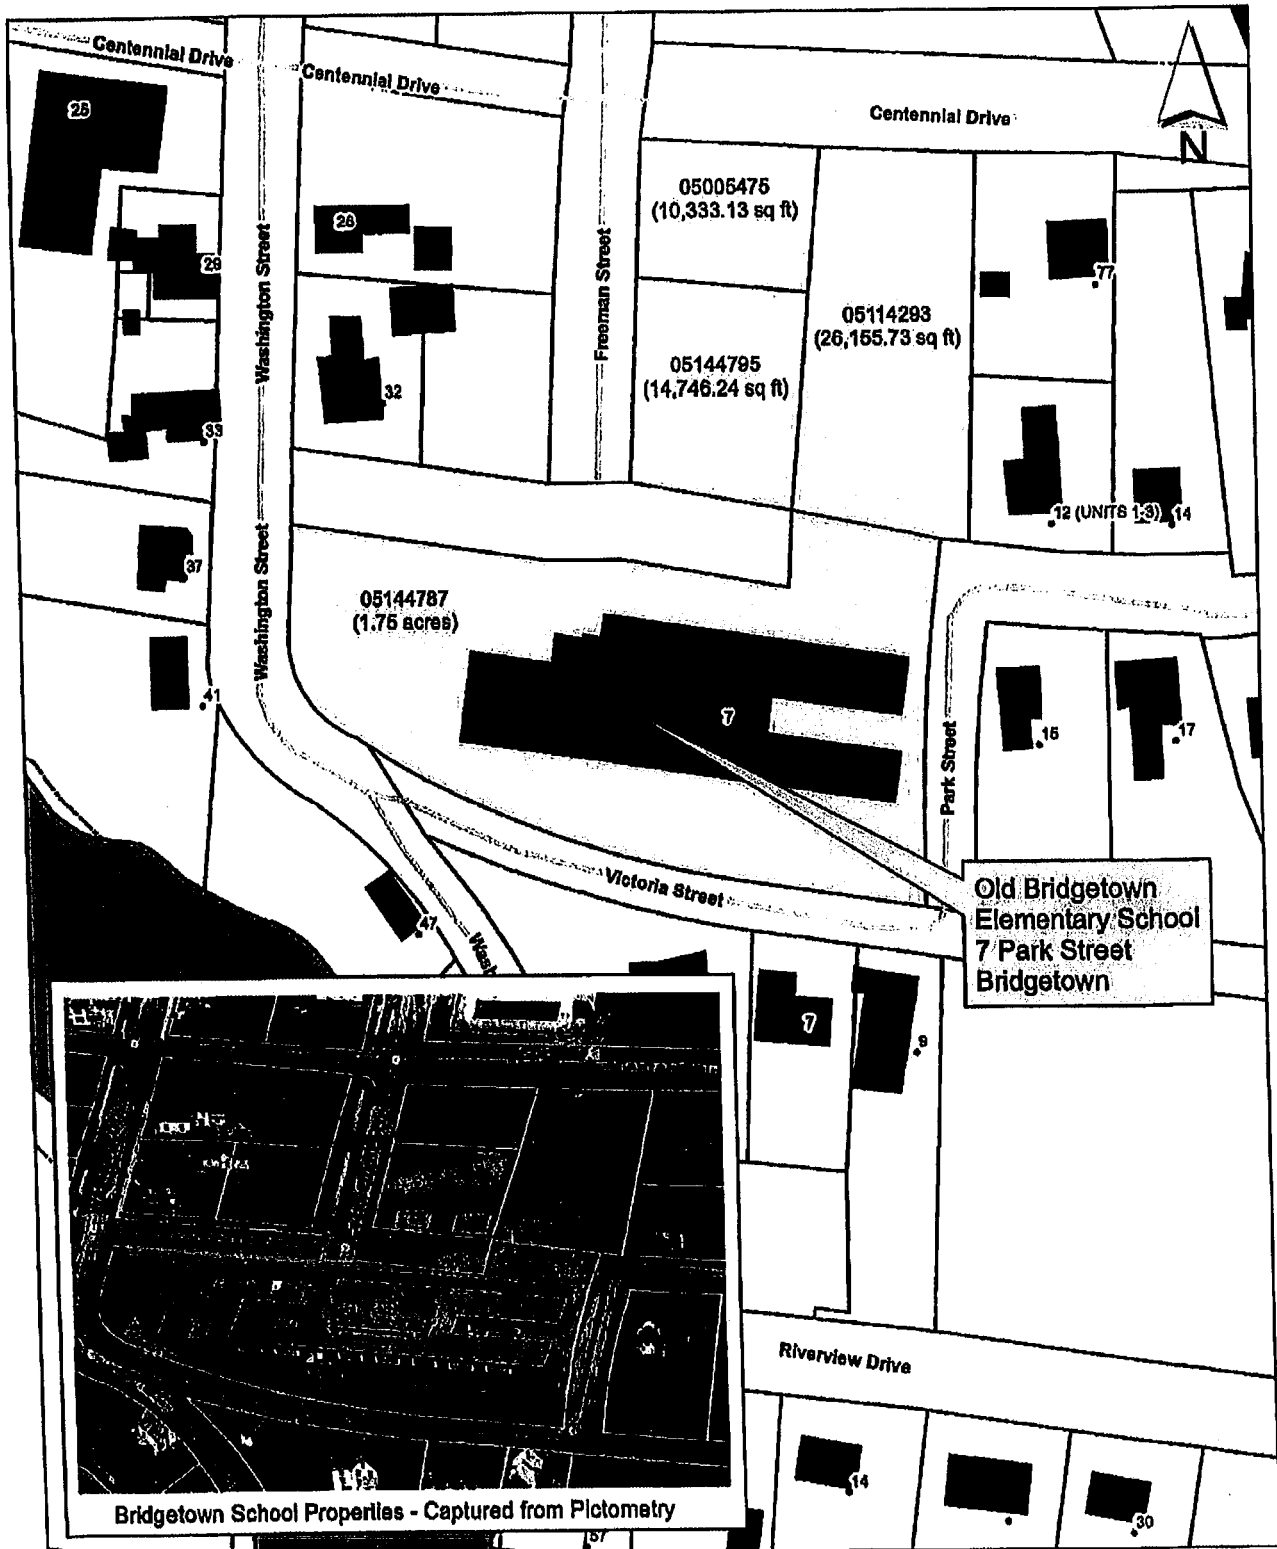 Centennial Drive
Centennial Drive
Centennial Drive
N
25
05005475
(10,333.13 sq ft)
Washington Street
26
Freeman Street
29
77
05114293
(26,155.73 sq ft)
05144795
(14,746.24 sq ft)
32
33
12 (UNITS 1-3)
14
Washington Street
37
05144787
(1.75 acres)
41
7
Park Street
15
17
Victoria Street
Old Bridgetown
Elementary School
7 Park Street
Bridgetown
47
Wash
7
9
Riverview Drive
14
30
Bridgetown School Properties - Captured from Pictometry
57